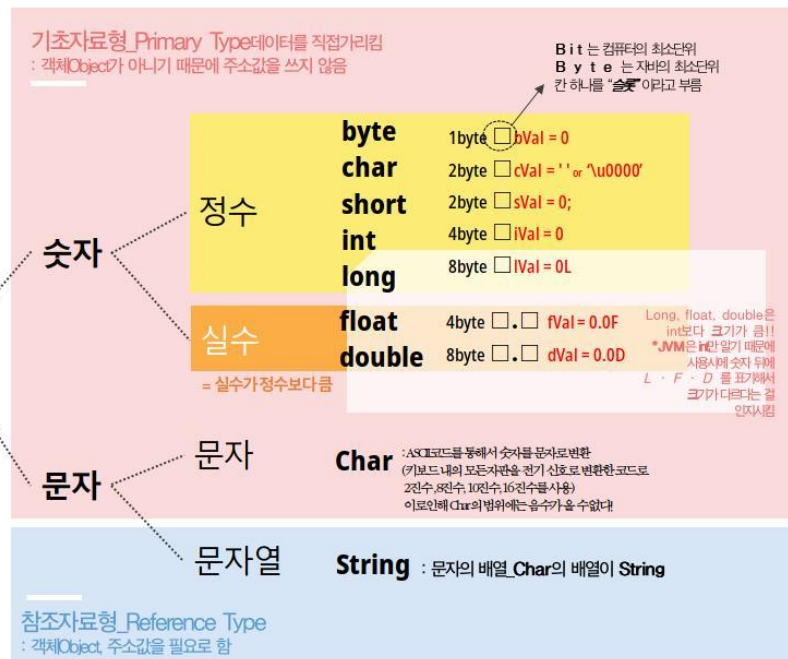 기초자료형_Primary Type데이터를 직접가리킴
: 객체Object가 아니기 때문에 주소값을 쓰지 않음
Bit 는 컴퓨터의 최소단위
Byte 는 자바의 최소단위
칸 하나를 "슬롯" 이라고 부름
숫자
정수
byte 1byte □ bVal = 0
char 2byte □ cVal = ' ' or '\u0000'
short 2byte □ sVal = 0;
int 4byte □ iVal = 0
long 8byte □ lVal = 0L
실수
= 실수가 정수보다 큼
float 4byte □.□ fVal = 0.0F
double 8byte □.□ dVal = 0.0D
Long, float, double은
int보다 크기가 큼!!
*JVM은 int만 알기 때문에
사용시에 숫자 뒤에
L · F · D 를 표기해서
크기가 다르다는 걸
인지시킴
문자
문자
Char
: ASCII코드를 통해서 숫자를 문자로 변환
(키보드 내의 모든 자판을 전기 신호로 변환한 코드로
2진수, 8진수, 10진수, 16진수를 사용)
이로인해 Char의 범위에는 음수가 올 수 없다!
문자열
String : 문자의 배열_Char의 배열이 String
참조자료형_Reference Type
: 객체Object, 주소값을 필요로 함